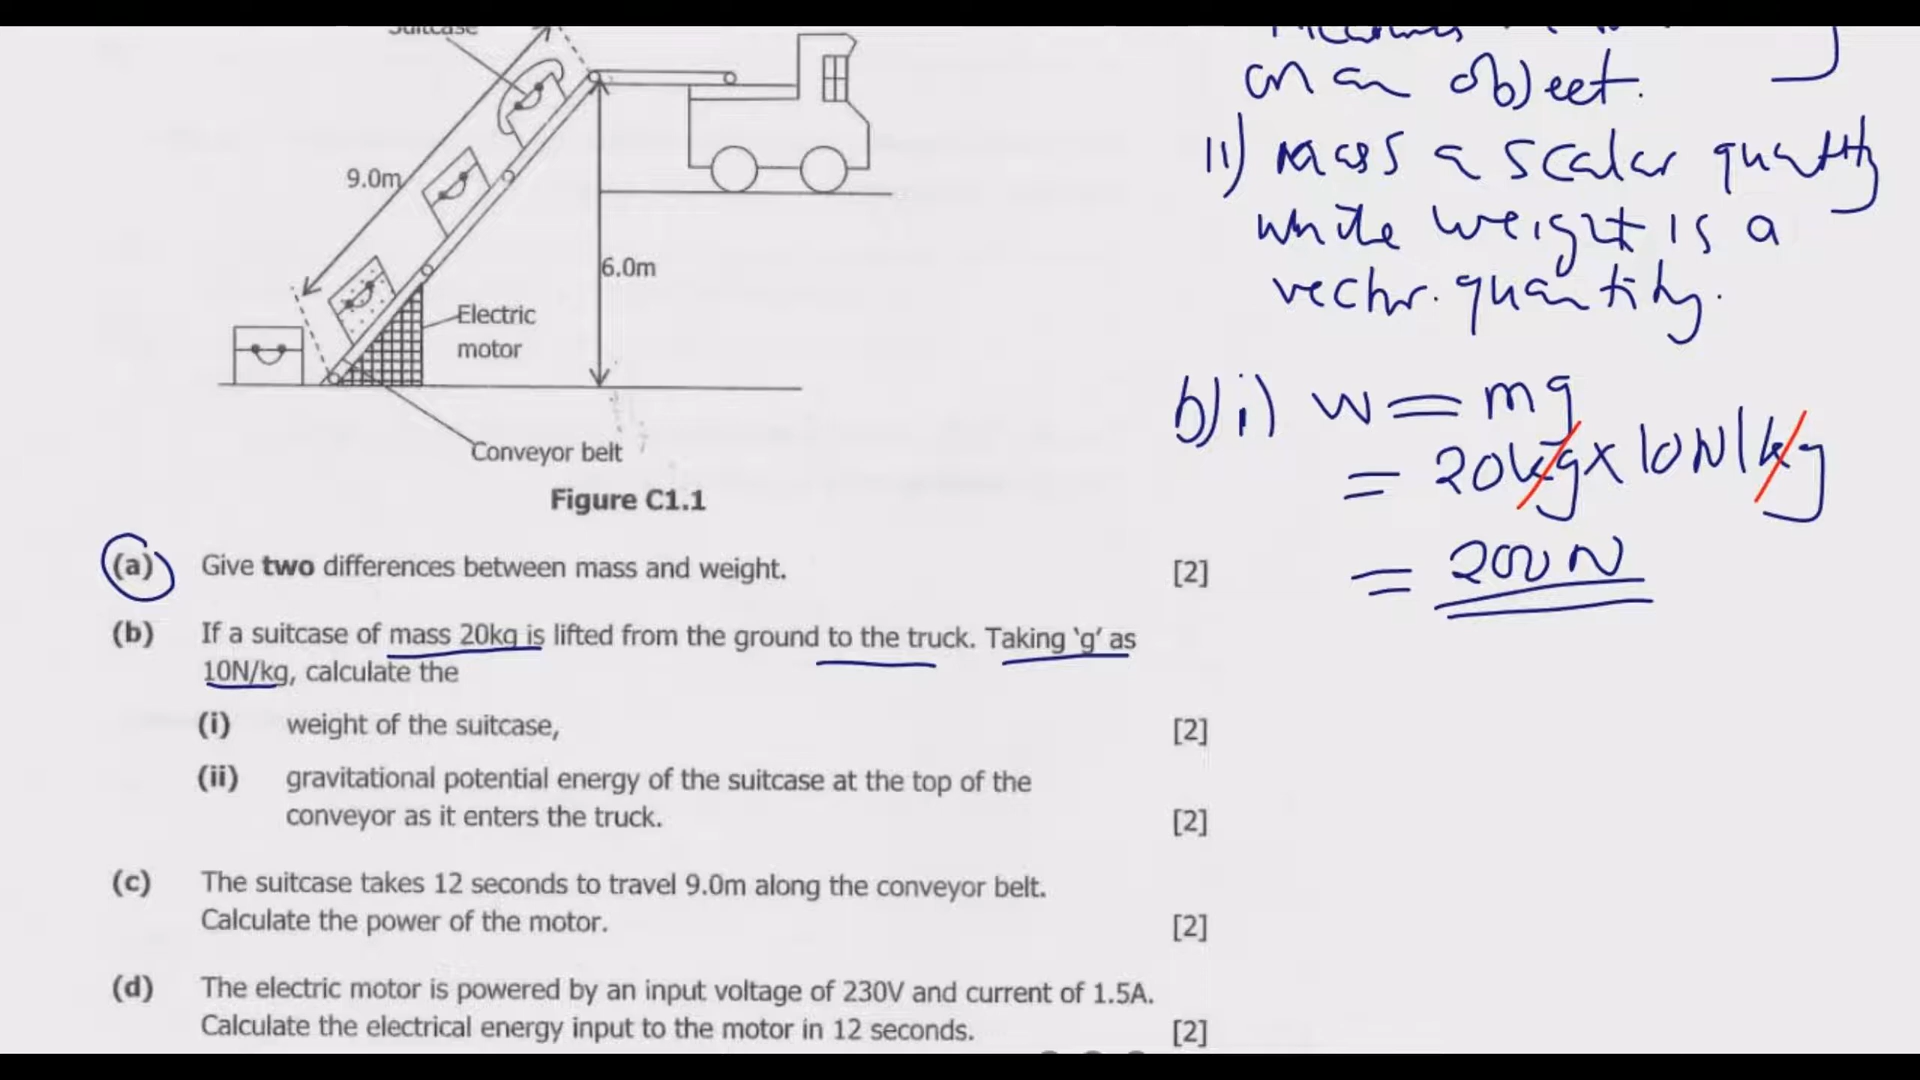 Suitcase
9.0m
6.0m
Electric
motor
Conveyor belt
Figure C1.1
(a) Give two differences between mass and weight. [2]
(b) If a suitcase of mass 20kg is lifted from the ground to the truck. Taking 'g' as
10N/kg, calculate the
(i) weight of the suitcase, [2]
(ii) gravitational potential energy of the suitcase at the top of the
conveyor as it enters the truck. [2]
(c) The suitcase takes 12 seconds to travel 9.0m along the conveyor belt.
Calculate the power of the motor. [2]
(d) The electric motor is powered by an input voltage of 230V and current of 1.5A.
Calculate the electrical energy input to the motor in 12 seconds. [2]
on an object.
ii) mass a scalar quantity
while weight is a
vector quantity.
b) i) W = mg
= 20kg x 10N/kg
= 200N